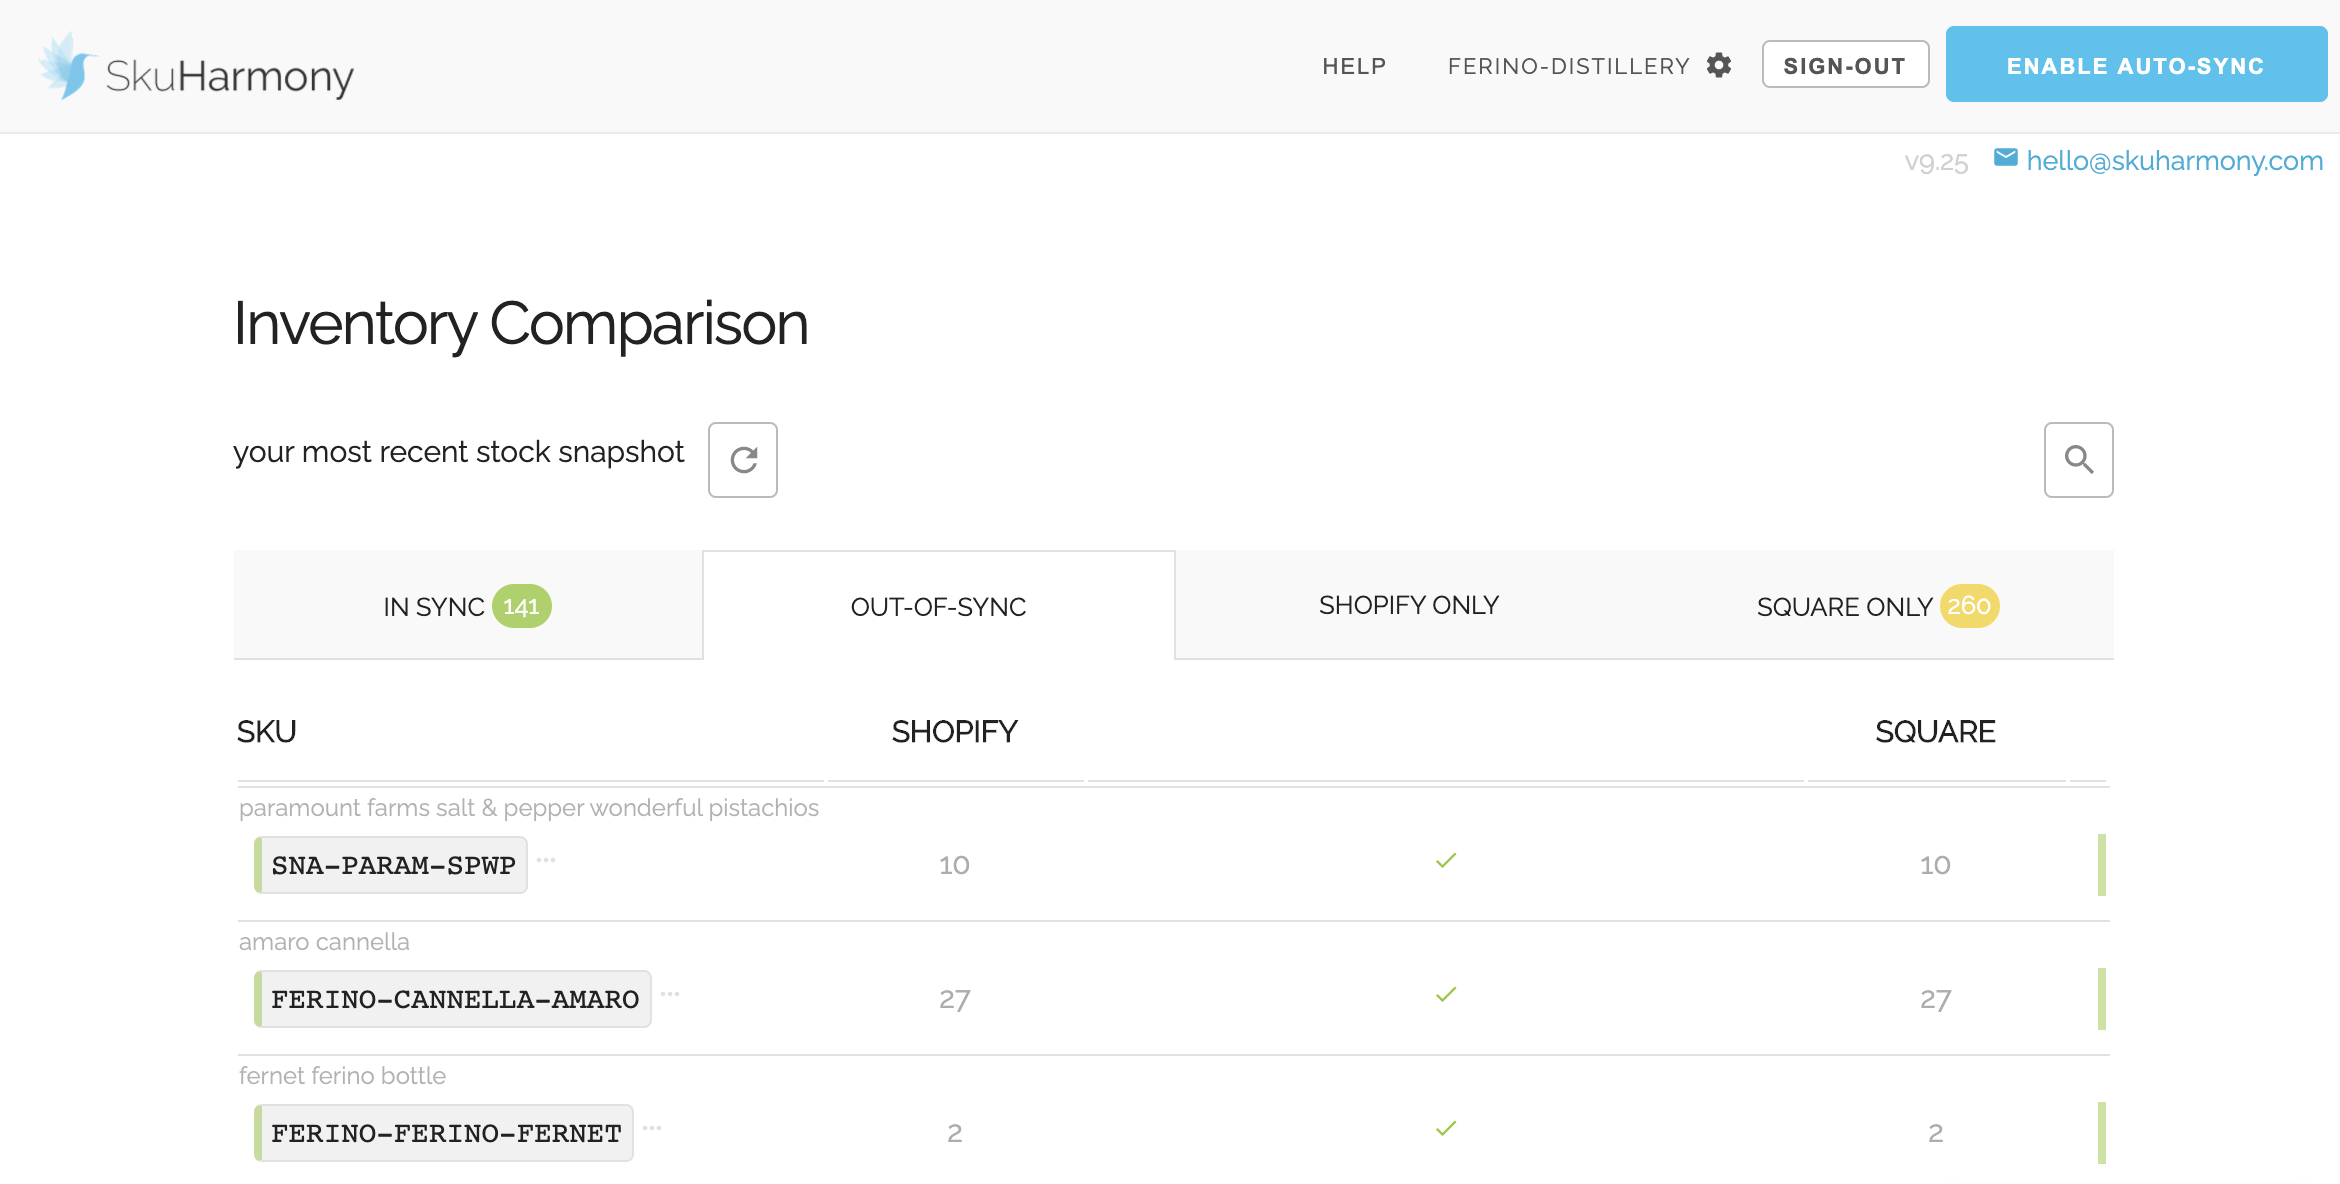 SkuHarmony
HELP
FERINO-DISTILLERY
SIGN-OUT
ENABLE AUTO-SYNC
v9.25
hello@skuharmony.com
Inventory Comparison
your most recent stock snapshot
IN SYNC 141
OUT-OF-SYNC
SHOPIFY ONLY
SQUARE ONLY 260
SKU SHOPIFY SQUARE
paramount farms salt & pepper wonderful pistachios
SNA-PARAM-SPWP ... 10 10
amaro cannella
FERINO-CANNELLA-AMARO ... 27 27
fernet ferino bottle
FERINO-FERINO-FERNET ... 2 2